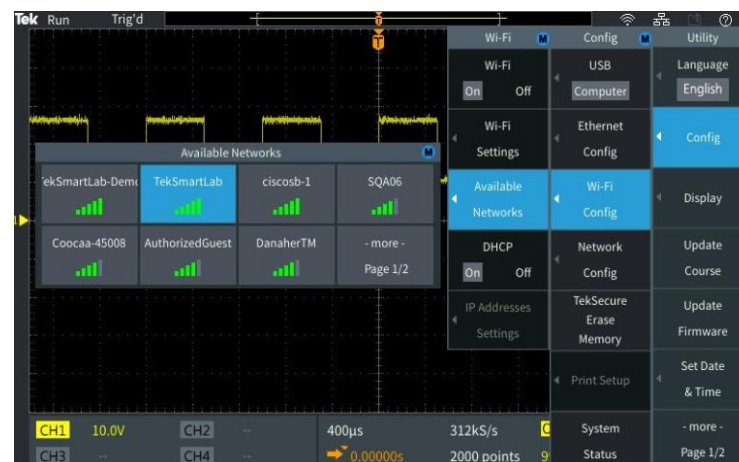 Tek Run Trig'd
T
T
Wi-Fi M
Wi-Fi
On Off
Wi-Fi
Settings
Available
Networks
DHCP
On Off
IP Addresses
Settings
Config M
USB
Computer
Ethernet
Config
Wi-Fi
Config
Network
Config
TekSecure
Erase
Memory
Print Setup
System
Status
Utility
Language
English
Config
Display
Update
Course
Update
Firmware
Set Date
& Time
- more -
Page 1/2
Available Networks M
ekSmartLab-Demo
TekSmartLab
ciscosb-1
SQA06
Coocaa-45008
AuthorizedGuest
DanaherTM
- more -
Page 1/2
1
CH1 10.0V CH2 --
CH3 -- CH4 --
400µs 312kS/s
0.00000s 2000 points